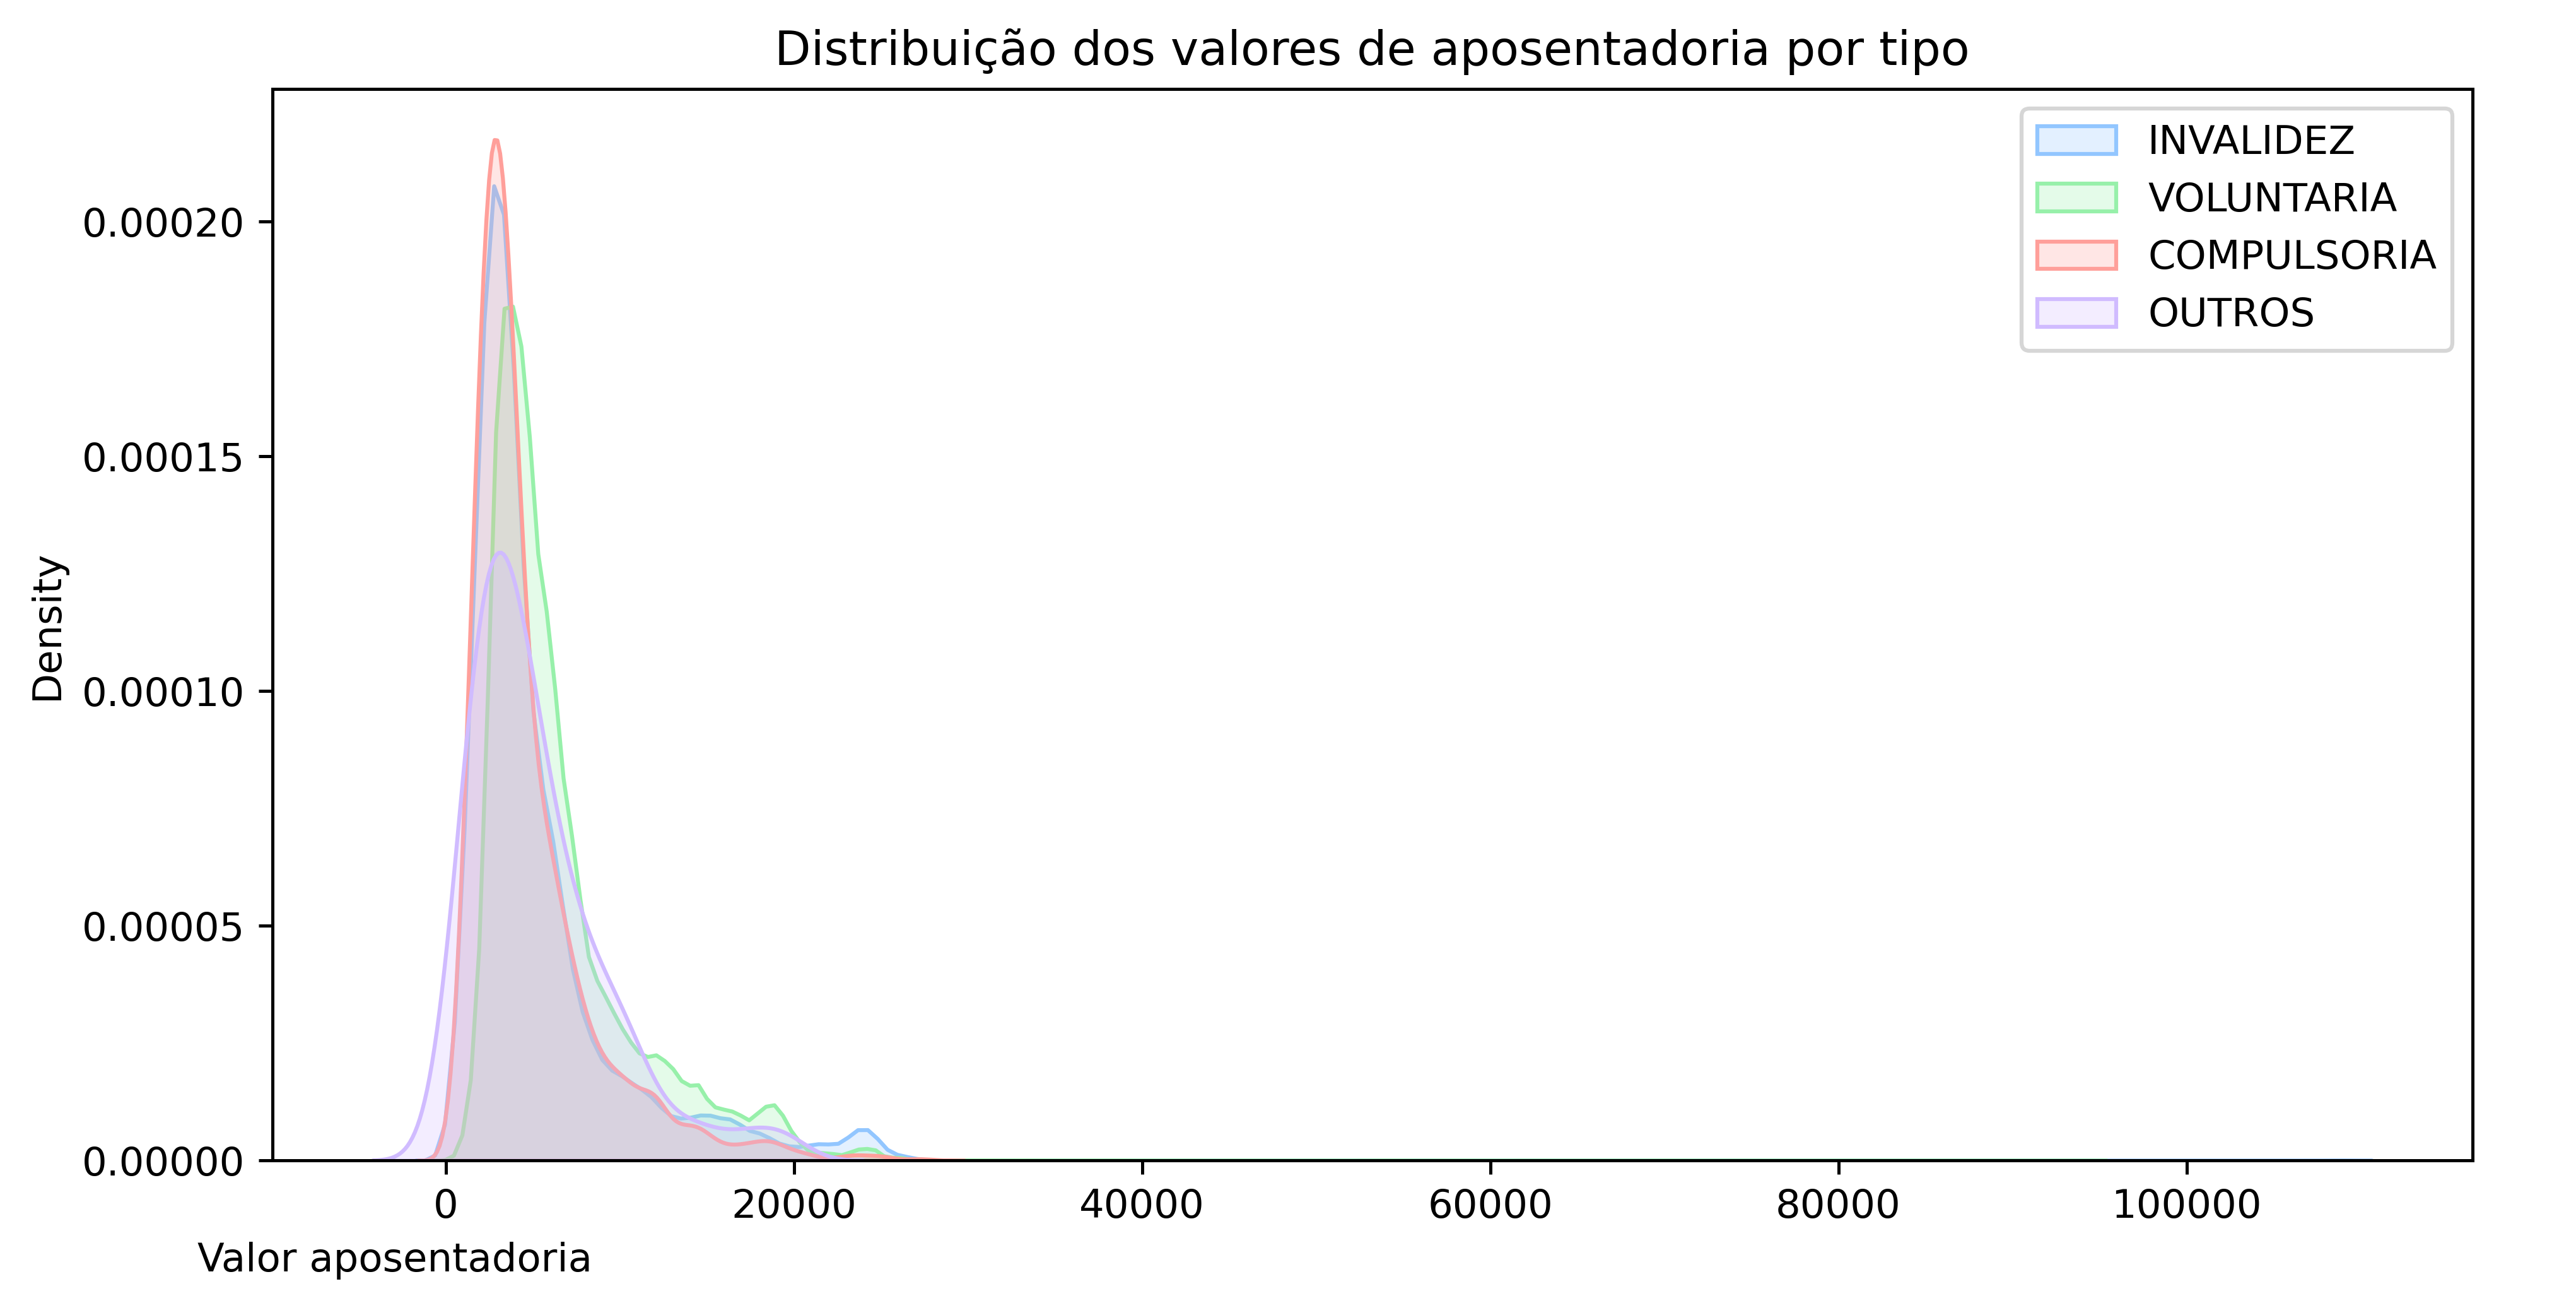 Distribuição dos valores de aposentadoria por tipo
INVALIDEZ
VOLUNTARIA
COMPULSORIA
OUTROS
Density
0.00020
0.00015
0.00010
0.00005
0.00000
0 20000 40000 60000 80000 100000
Valor aposentadoria